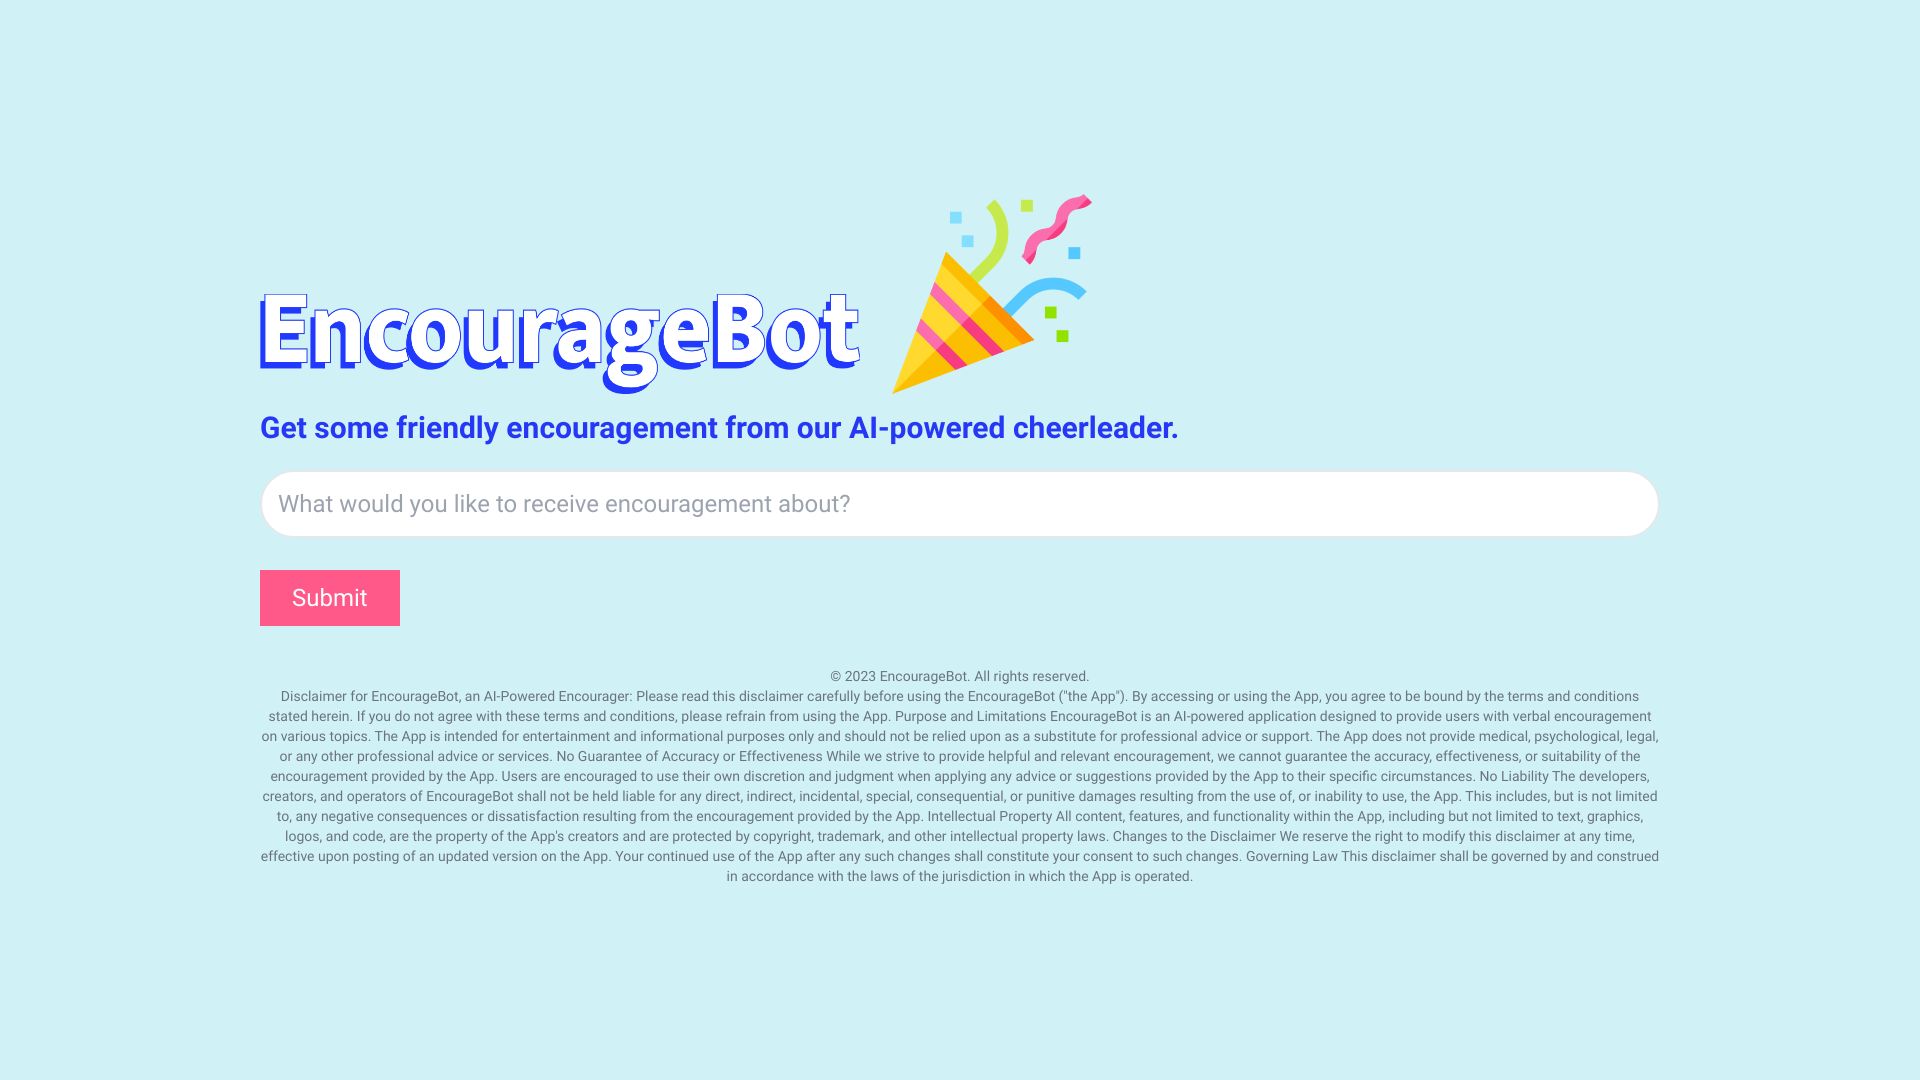 EncourageBot
Get some friendly encouragement from our AI-powered cheerleader.
What would you like to receive encouragement about?
Submit
© 2023 EncourageBot. All rights reserved.
Disclaimer for EncourageBot, an AI-Powered Encourager: Please read this disclaimer carefully before using the EncourageBot ("the App"). By accessing or using the App, you agree to be bound by the terms and conditions
stated herein. If you do not agree with these terms and conditions, please refrain from using the App. Purpose and Limitations EncourageBot is an AI-powered application designed to provide users with verbal encouragement
on various topics. The App is intended for entertainment and informational purposes only and should not be relied upon as a substitute for professional advice or support. The App does not provide medical, psychological, legal,
or any other professional advice or services. No Guarantee of Accuracy or Effectiveness While we strive to provide helpful and relevant encouragement, we cannot guarantee the accuracy, effectiveness, or suitability of the
encouragement provided by the App. Users are encouraged to use their own discretion and judgment when applying any advice or suggestions provided by the App to their specific circumstances. No Liability The developers,
creators, and operators of EncourageBot shall not be held liable for any direct, indirect, incidental, special, consequential, or punitive damages resulting from the use of, or inability to use, the App. This includes, but is not limited
to, any negative consequences or dissatisfaction resulting from the encouragement provided by the App. Intellectual Property All content, features, and functionality within the App, including but not limited to text, graphics,
logos, and code, are the property of the App's creators and are protected by copyright, trademark, and other intellectual property laws. Changes to the Disclaimer We reserve the right to modify this disclaimer at any time,
effective upon posting of an updated version on the App. Your continued use of the App after any such changes shall constitute your consent to such changes. Governing Law This disclaimer shall be governed by and construed
in accordance with the laws of the jurisdiction in which the App is operated.